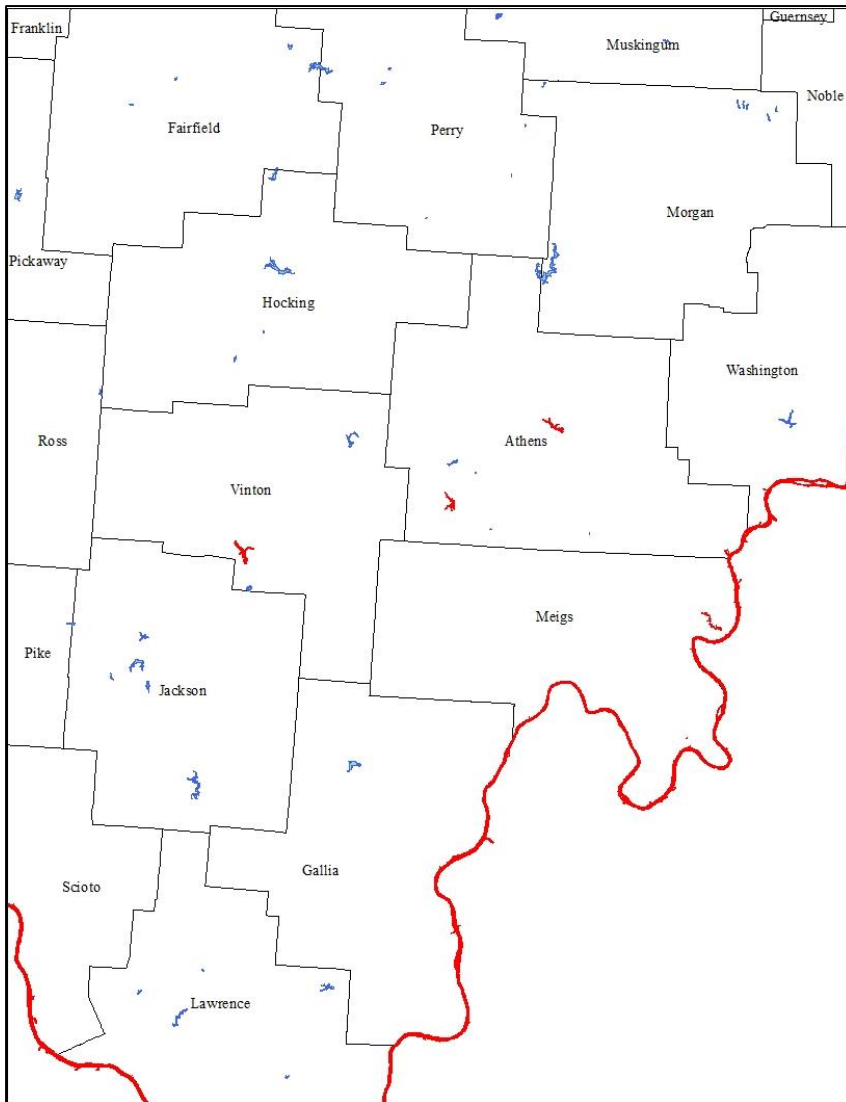 Guernsey
Franklin
Muskingum
Noble
Fairfield
Perry
Morgan
Pickaway
Hocking
Washington
Ross
Athens
Vinton
Meigs
Pike
Jackson
Gallia
Scioto
Lawrence